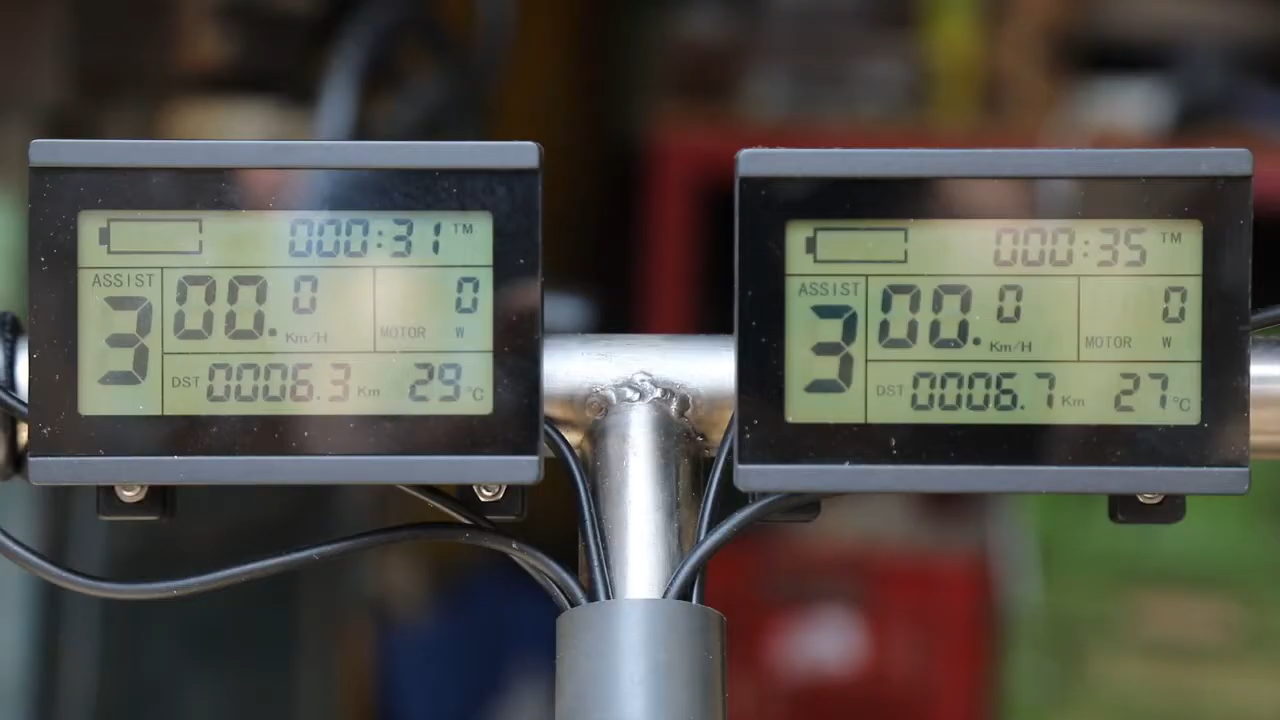 000:31 TM
ASSIST
3
00.0 Km/H
MOTOR 0 W
DST 0006.3 Km 29°C
000:35 TM
ASSIST
3
00.0 Km/H
MOTOR 0 W
DST 0006.7 Km 27°C